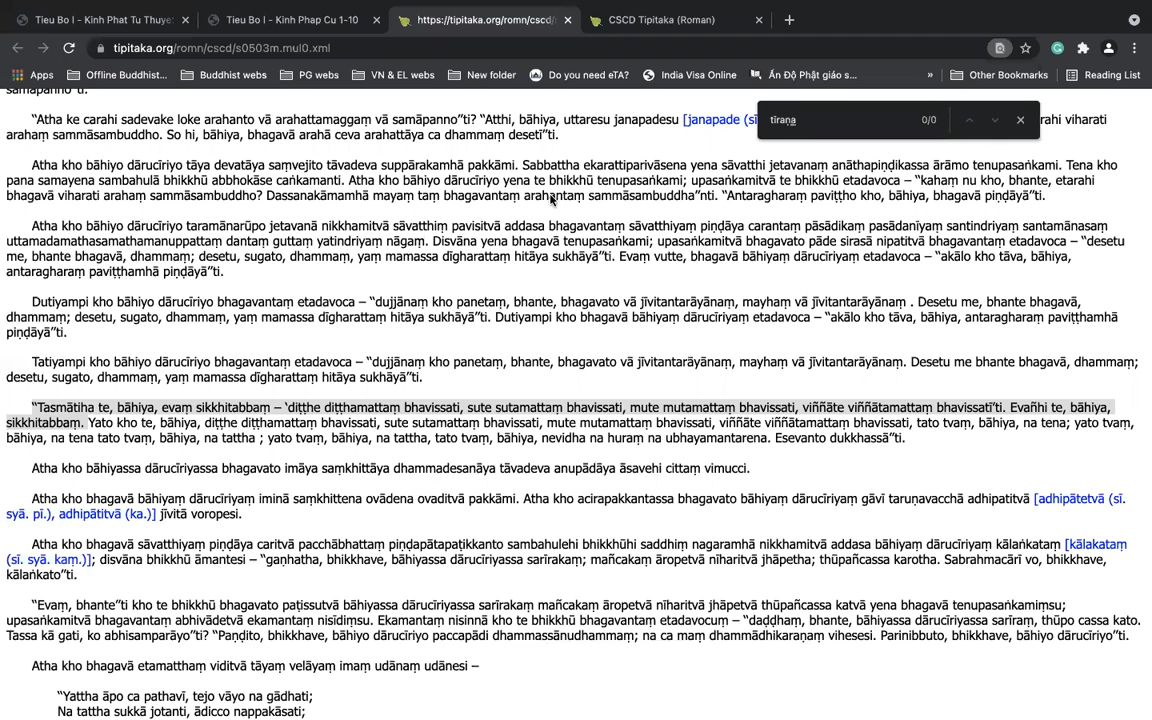 Tieu Bo I - Kinh Phat Tu Thuye
Tieu Bo I - Kinh Phap Cu 1-10
https://tipitaka.org/romn/cscd/
CSCD Tipitaka (Roman)
tipitaka.org/romn/cscd/s0503m.mul0.xml
Apps
Offline Buddhist...
Buddhist webs
PG webs
VN & EL webs
New folder
Do you need eTA?
India Visa Online
Ấn Độ Phật giáo s...
»
Other Bookmarks
Reading List
samāpanno"ti.
tīraṇa
0/0
"Atha ke carahi sadevake loke arahanto vā arahattamaggaṃ vā samāpanno"ti? "Atthi, bāhiya, uttaresu janapadesu [janapade (sī arahi viharati
arahaṃ sammāsambuddho. So hi, bāhiya, bhagavā arahā ceva arahattāya ca dhammaṃ desetī"ti.
Atha kho bāhiyo dārucīriyo tāya devatāya saṃvejito tāvadeva suppārakamhā pakkāmi. Sabbattha ekarattiparivāsena yena sāvatthi jetavanaṃ anāthapiṇḍikassa ārāmo tenupasaṅkami. Tena kho
pana samayena sambahulā bhikkhū abbhokāse caṅkamanti. Atha kho bāhiyo dārucīriyo yena te bhikkhū tenupasaṅkami; upasaṅkamitvā te bhikkhū etadavoca – "kahaṃ nu kho, bhante, etarahi
bhagavā viharati arahaṃ sammāsambuddho? Dassanakāmamhā mayaṃ taṃ bhagavantaṃ arahantaṃ sammāsambuddha"nti. "Antaragharaṃ paviṭṭho kho, bāhiya, bhagavā piṇḍāyā"ti.
Atha kho bāhiyo dārucīriyo taramānarūpo jetavanā nikkhamitvā sāvatthiṃ pavisitvā addasa bhagavantaṃ sāvatthiyaṃ piṇḍāya carantaṃ pāsādikaṃ pasādanīyaṃ santindriyaṃ santamānasaṃ
uttamadamathasamathamanuppattaṃ dantaṃ guttaṃ yatindriyaṃ nāgaṃ. Disvāna yena bhagavā tenupasaṅkami; upasaṅkamitvā bhagavato pāde sirasā nipatitvā bhagavantaṃ etadavoca – "desetu
me, bhante bhagavā, dhammaṃ; desetu, sugato, dhammaṃ, yaṃ mamassa dīgharattaṃ hitāya sukhāyā"ti. Evaṃ vutte, bhagavā bāhiyaṃ dārucīriyaṃ etadavoca – "akālo kho tāva, bāhiya,
antaragharaṃ paviṭṭhamhā piṇḍāyā"ti.
Dutiyampi kho bāhiyo dārucīriyo bhagavantaṃ etadavoca – "dujjānaṃ kho panetaṃ, bhante, bhagavato vā jīvitantarāyānaṃ, mayhaṃ vā jīvitantarāyānaṃ . Desetu me, bhante bhagavā,
dhammaṃ; desetu, sugato, dhammaṃ, yaṃ mamassa dīgharattaṃ hitāya sukhāyā"ti. Dutiyampi kho bhagavā bāhiyaṃ dārucīriyaṃ etadavoca – "akālo kho tāva, bāhiya, antaragharaṃ paviṭṭhamhā
piṇḍāyā"ti.
Tatiyampi kho bāhiyo dārucīriyo bhagavantaṃ etadavoca – "dujjānaṃ kho panetaṃ, bhante, bhagavato vā jīvitantarāyānaṃ, mayhaṃ vā jīvitantarāyānaṃ. Desetu me bhante bhagavā, dhammaṃ;
desetu, sugato, dhammaṃ, yaṃ mamassa dīgharattaṃ hitāya sukhāyā"ti.
"Tasmātiha te, bāhiya, evaṃ sikkhitabbaṃ – 'diṭṭhe diṭṭhamattaṃ bhavissati, sute sutamattaṃ bhavissati, mute mutamattaṃ bhavissati, viññāte viññātamattaṃ bhavissatī'ti. Evañhi te, bāhiya,
sikkhitabbaṃ. Yato kho te, bāhiya, diṭṭhe diṭṭhamattaṃ bhavissati, sute sutamattaṃ bhavissati, mute mutamattaṃ bhavissati, viññāte viññātamattaṃ bhavissati, tato tvaṃ, bāhiya, na tena; yato tvaṃ,
bāhiya, na tena tato tvaṃ, bāhiya, na tattha ; yato tvaṃ, bāhiya, na tattha, tato tvaṃ, bāhiya, nevidha na huraṃ na ubhayamantarena. Esevanto dukkhassā"ti.
Atha kho bāhiyassa dārucīriyassa bhagavato imāya saṃkhittāya dhammadesanāya tāvadeva anupādāya āsavehi cittaṃ vimucci.
Atha kho bhagavā bāhiyaṃ dārucīriyaṃ iminā saṃkhittena ovādena ovaditvā pakkāmi. Atha kho acirapakkantassa bhagavato bāhiyaṃ dārucīriyaṃ gāvī taruṇavacchā adhipatitvā [adhipātetvā (sī.
syā. pī.), adhipātitvā (ka.)] jīvitā voropesi.
Atha kho bhagavā sāvatthiyaṃ piṇḍāya caritvā pacchābhattaṃ piṇḍapātapaṭikkanto sambahulehi bhikkhūhi saddhiṃ nagaramhā nikkhamitvā addasa bāhiyaṃ dārucīriyaṃ kālaṅkataṃ [kālakataṃ
(sī. syā. kaṃ.)]; disvāna bhikkhū āmantesi – "gaṇhatha, bhikkhave, bāhiyassa dārucīriyassa sarīrakaṃ; mañcakaṃ āropetvā nīharitvā jhāpetha; thūpañcassa karotha. Sabrahmacārī vo, bhikkhave,
kālaṅkato"ti.
"Evaṃ, bhante"ti kho te bhikkhū bhagavato paṭissutvā bāhiyassa dārucīriyassa sarīrakaṃ mañcakaṃ āropetvā nīharitvā jhāpetvā thūpañcassa katvā yena bhagavā tenupasaṅkamiṃsu;
upasaṅkamitvā bhagavantaṃ abhivādetvā ekamantaṃ nisīdiṃsu. Ekamantaṃ nisinnā kho te bhikkhū bhagavantaṃ etadavocuṃ – "daḍḍhaṃ, bhante, bāhiyassa dārucīriyassa sarīraṃ, thūpo cassa kato.
Tassa kā gati, ko abhisamparāyo"ti? "Paṇḍito, bhikkhave, bāhiyo dārucīriyo paccapādi dhammassānudhammaṃ; na ca maṃ dhammādhikaraṇaṃ vihesesi. Parinibbuto, bhikkhave, bāhiyo dārucīriyo"ti.
Atha kho bhagavā etamatthaṃ viditvā tāyaṃ velāyaṃ imaṃ udānaṃ udānesi –
"Yattha āpo ca pathavī, tejo vāyo na gādhati;
Na tattha sukkā jotanti, ādicco nappakāsati;